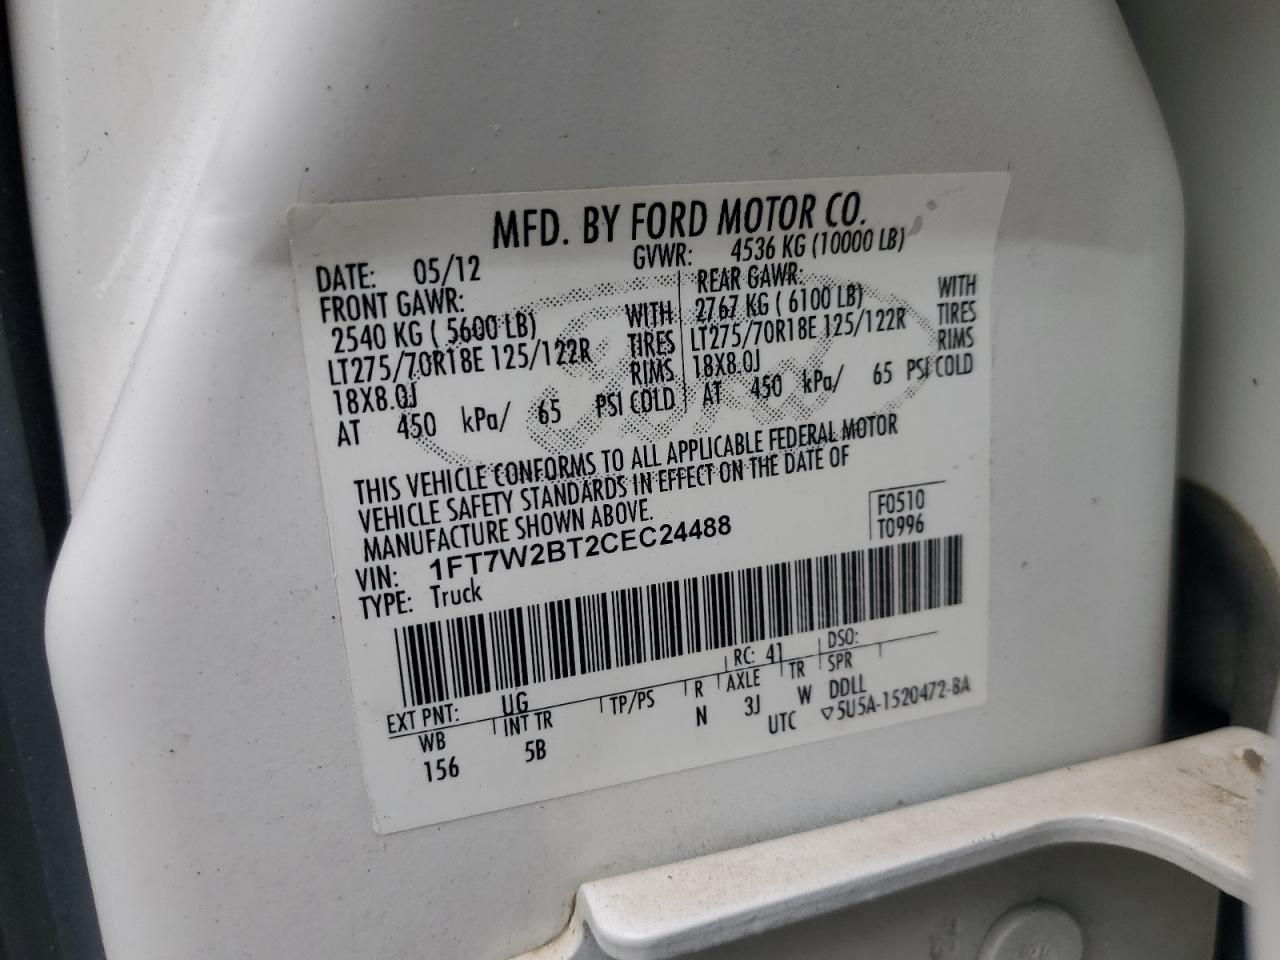 MFD. BY FORD MOTOR CO.
DATE: 05/12 GVWR: 4536 KG (10000 LB)
FRONT GAWR: REAR GAWR:
2540 KG ( 5600 LB) WITH 2767 KG ( 6100 LB) WITH
LT275/70R18E 125/122R TIRES LT275/70R18E 125/122R TIRES
18X8.0J RIMS 18X8.0J RIMS
AT 450 kPa/ 65 PSI COLD AT 450 kPa/ 65 PSI COLD
THIS VEHICLE CONFORMS TO ALL APPLICABLE FEDERAL MOTOR
VEHICLE SAFETY STANDARDS IN EFFECT ON THE DATE OF
MANUFACTURE SHOWN ABOVE.
F0510
VIN: 1FT7W2BT2CEC24488 T0996
TYPE: Truck
EXT PNT: UG RC: 41 DSO:
WB INT TR TP/PS R AXLE TR SPR
156 5B N 3J W DDLL
UTC ▽5U5A-1520472-BA
Ford